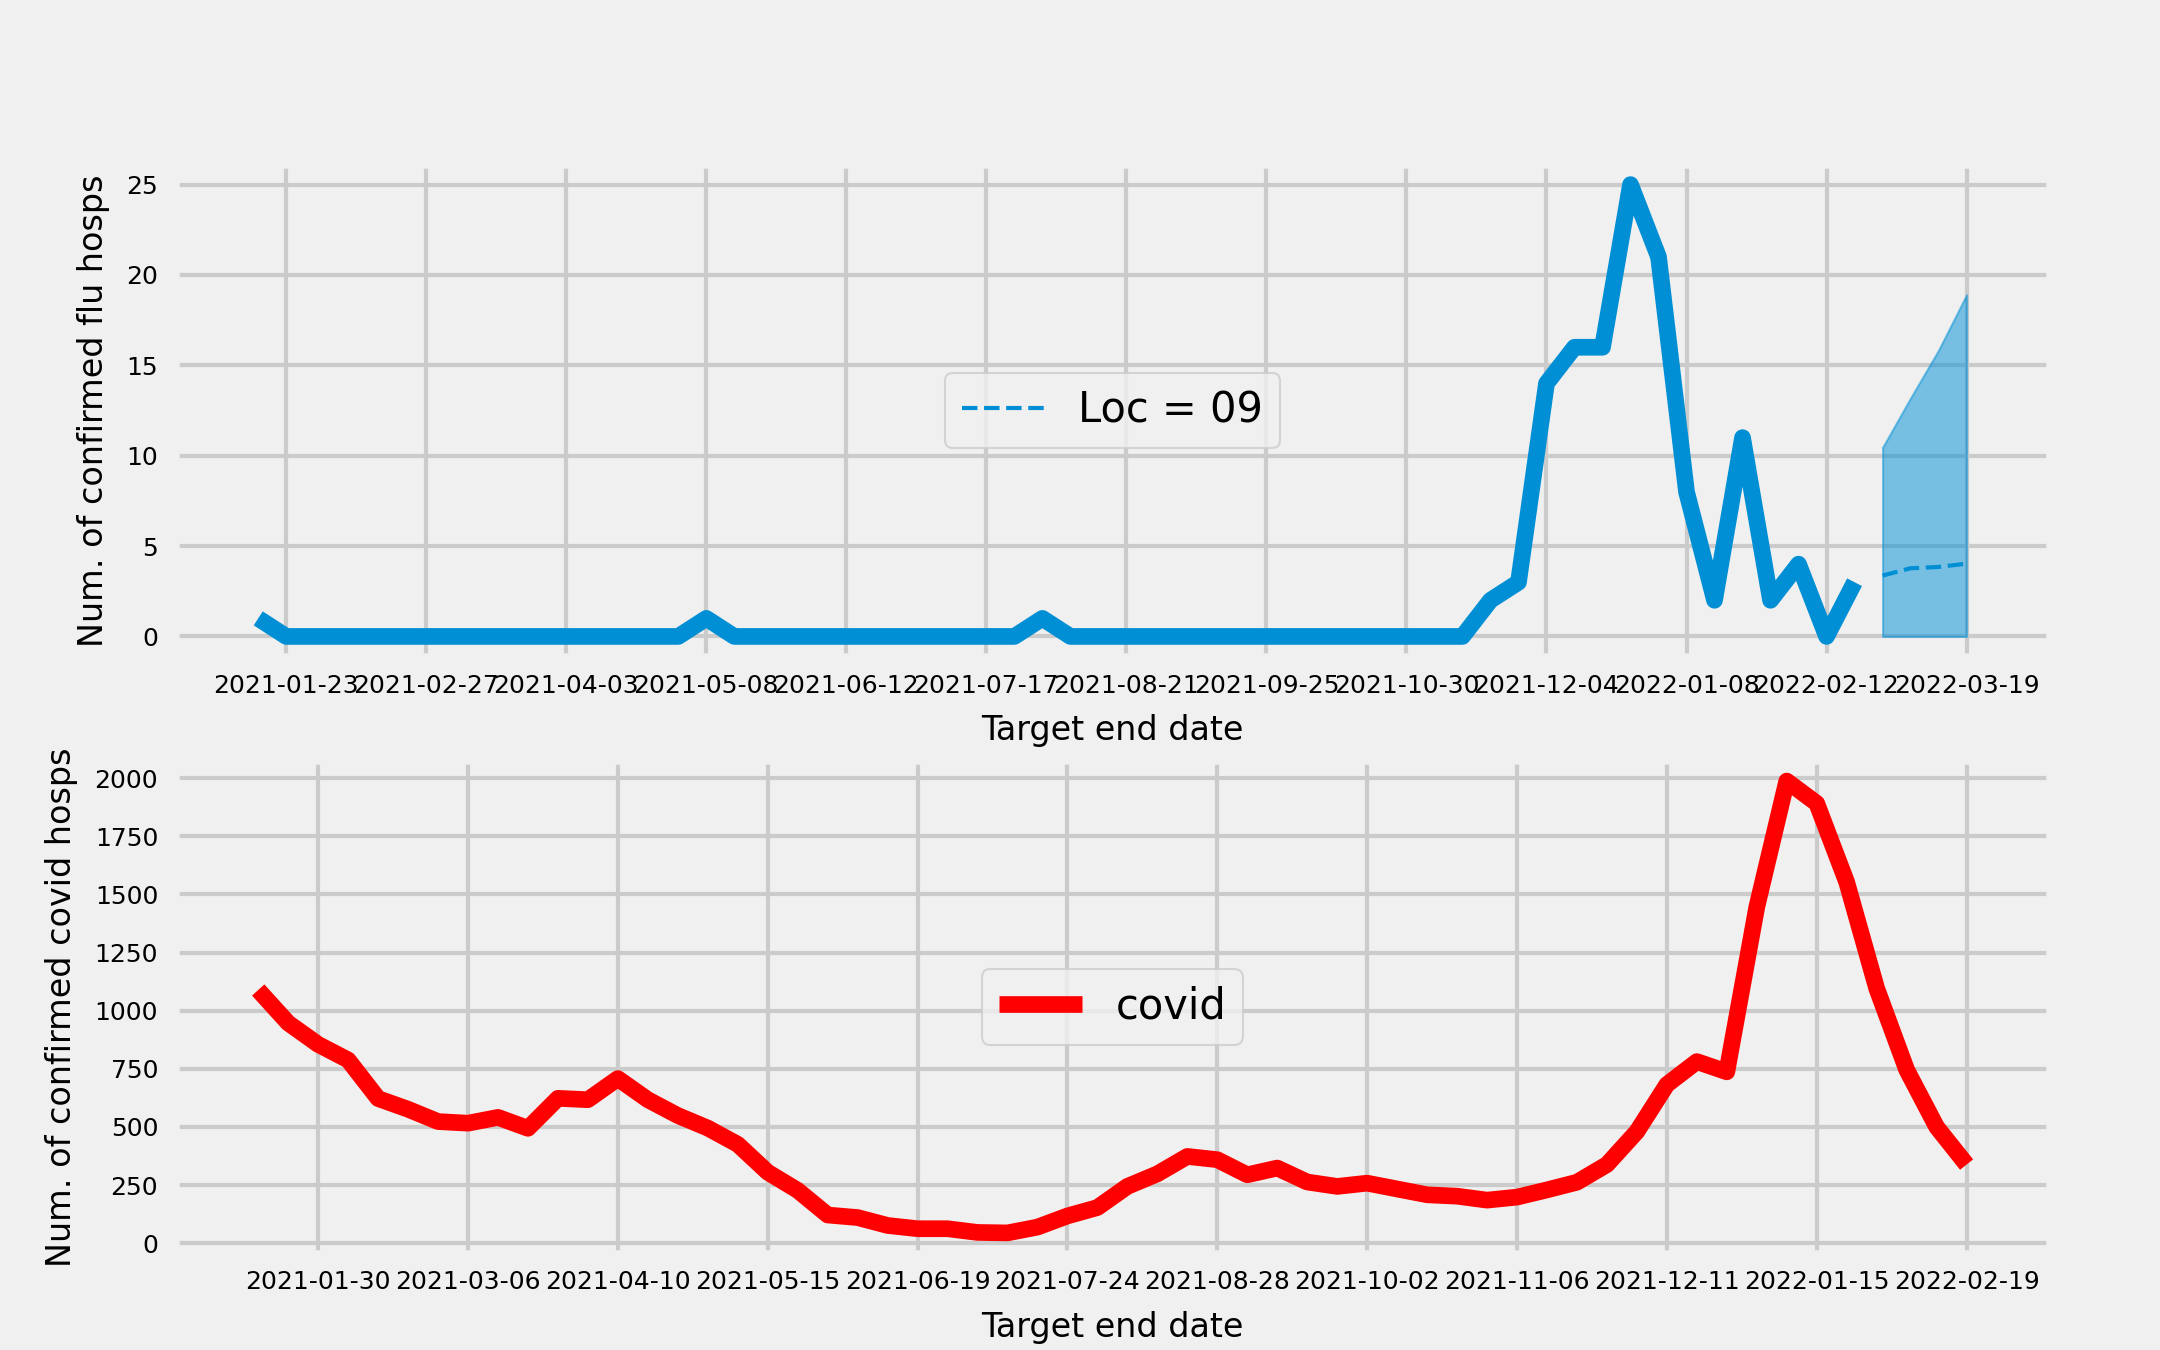 Num. of confirmed flu hosps
25
20
15
10
5
0
Loc = 09
2021-01-23 2021-02-27 2021-04-03 2021-05-08 2021-06-12 2021-07-17 2021-08-21 2021-09-25 2021-10-30 2021-12-04 2022-01-08 2022-02-12 2022-03-19
Target end date
Num. of confirmed covid hosps
2000
1750
1500
1250
1000
750
500
250
0
covid
2021-01-30 2021-03-06 2021-04-10 2021-05-15 2021-06-19 2021-07-24 2021-08-28 2021-10-02 2021-11-06 2021-12-11 2022-01-15 2022-02-19
Target end date